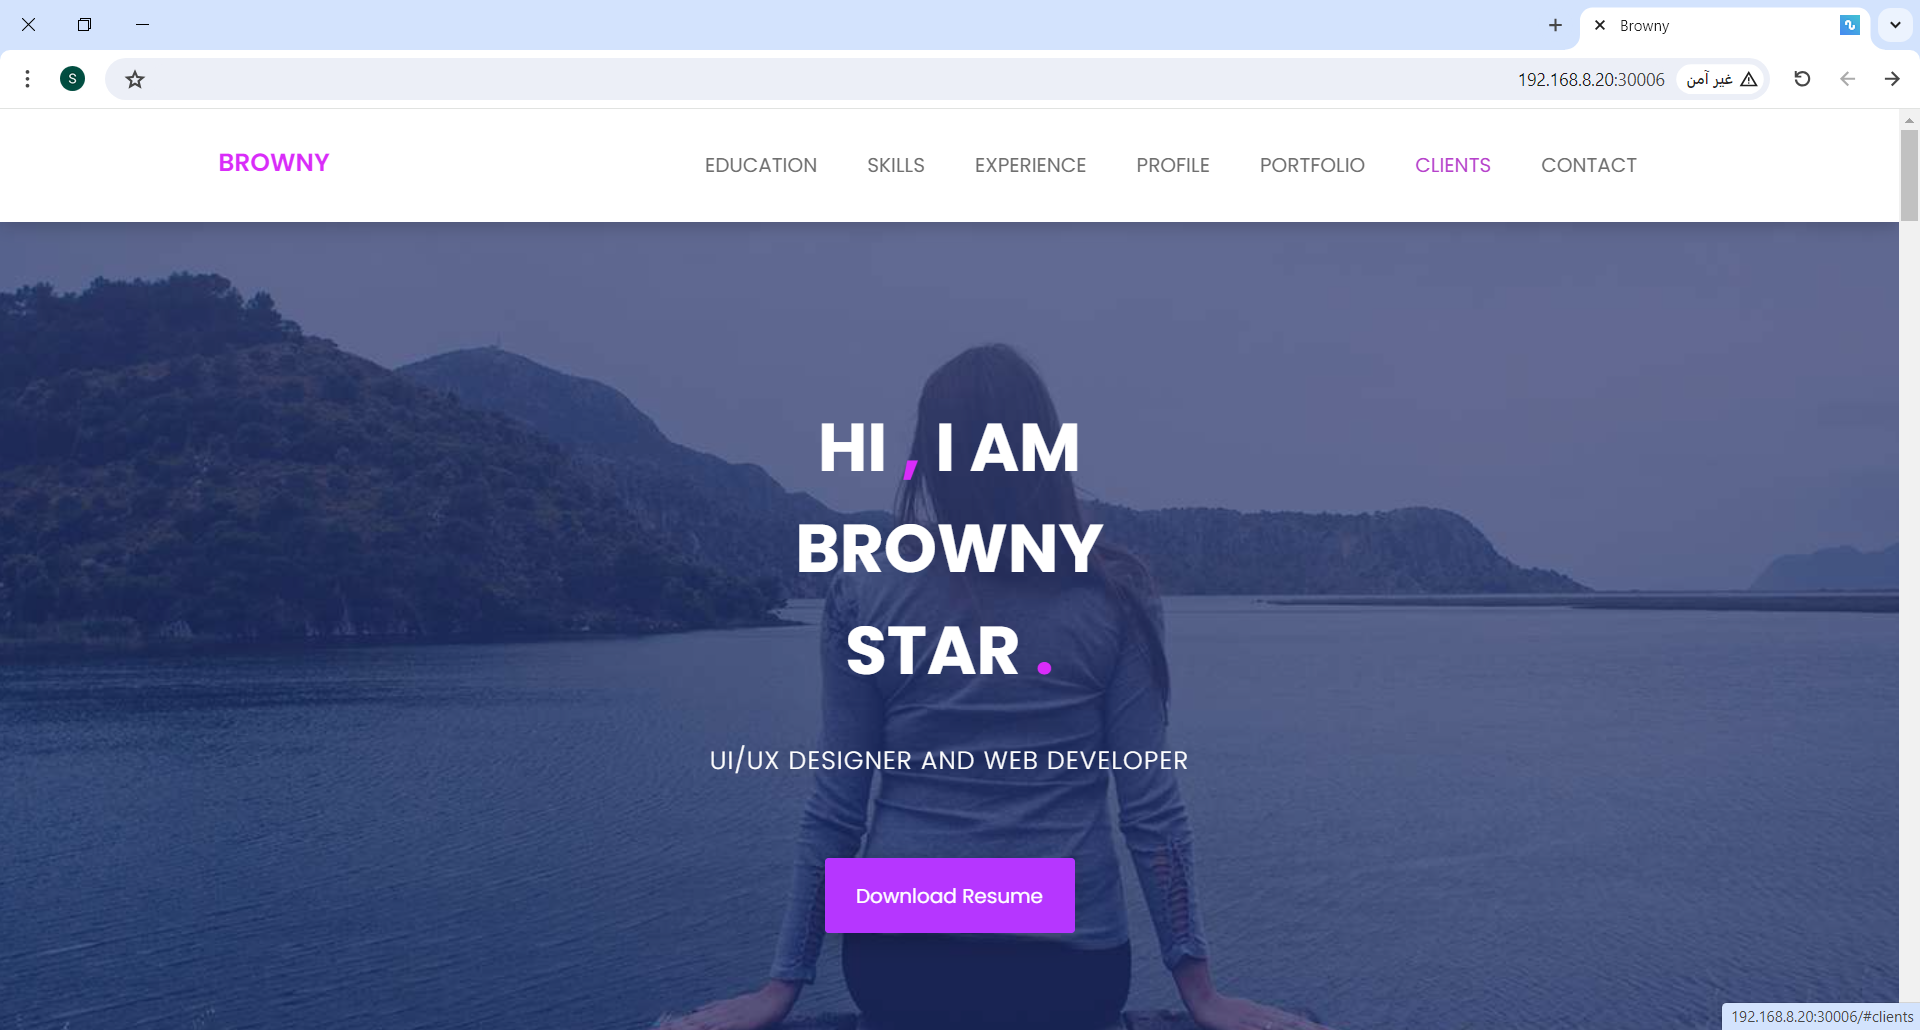 Browny
S
192.168.8.20:30006
غير آمن
BROWNY
EDUCATION SKILLS EXPERIENCE PROFILE PORTFOLIO CLIENTS CONTACT
HI , I AM
BROWNY
STAR .
UI/UX DESIGNER AND WEB DEVELOPER
Download Resume
192.168.8.20:30006/#clients